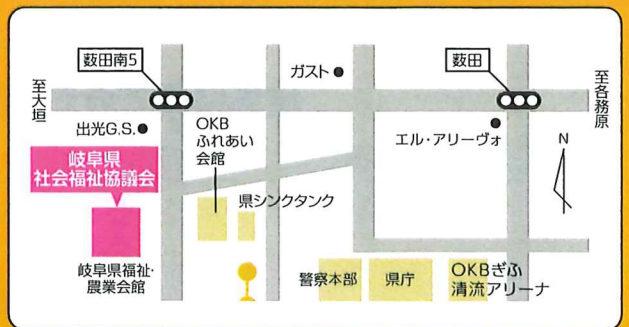 薮田南5
ガスト
薮田
至大垣
至各務原
出光G.S.
OKB
ふれあい
会館
エル・アリーヴォ
N
岐阜県
社会福祉協議会
県シンクタンク
岐阜県福祉・
農業会館
警察本部
県庁
OKBぎふ
清流アリーナ